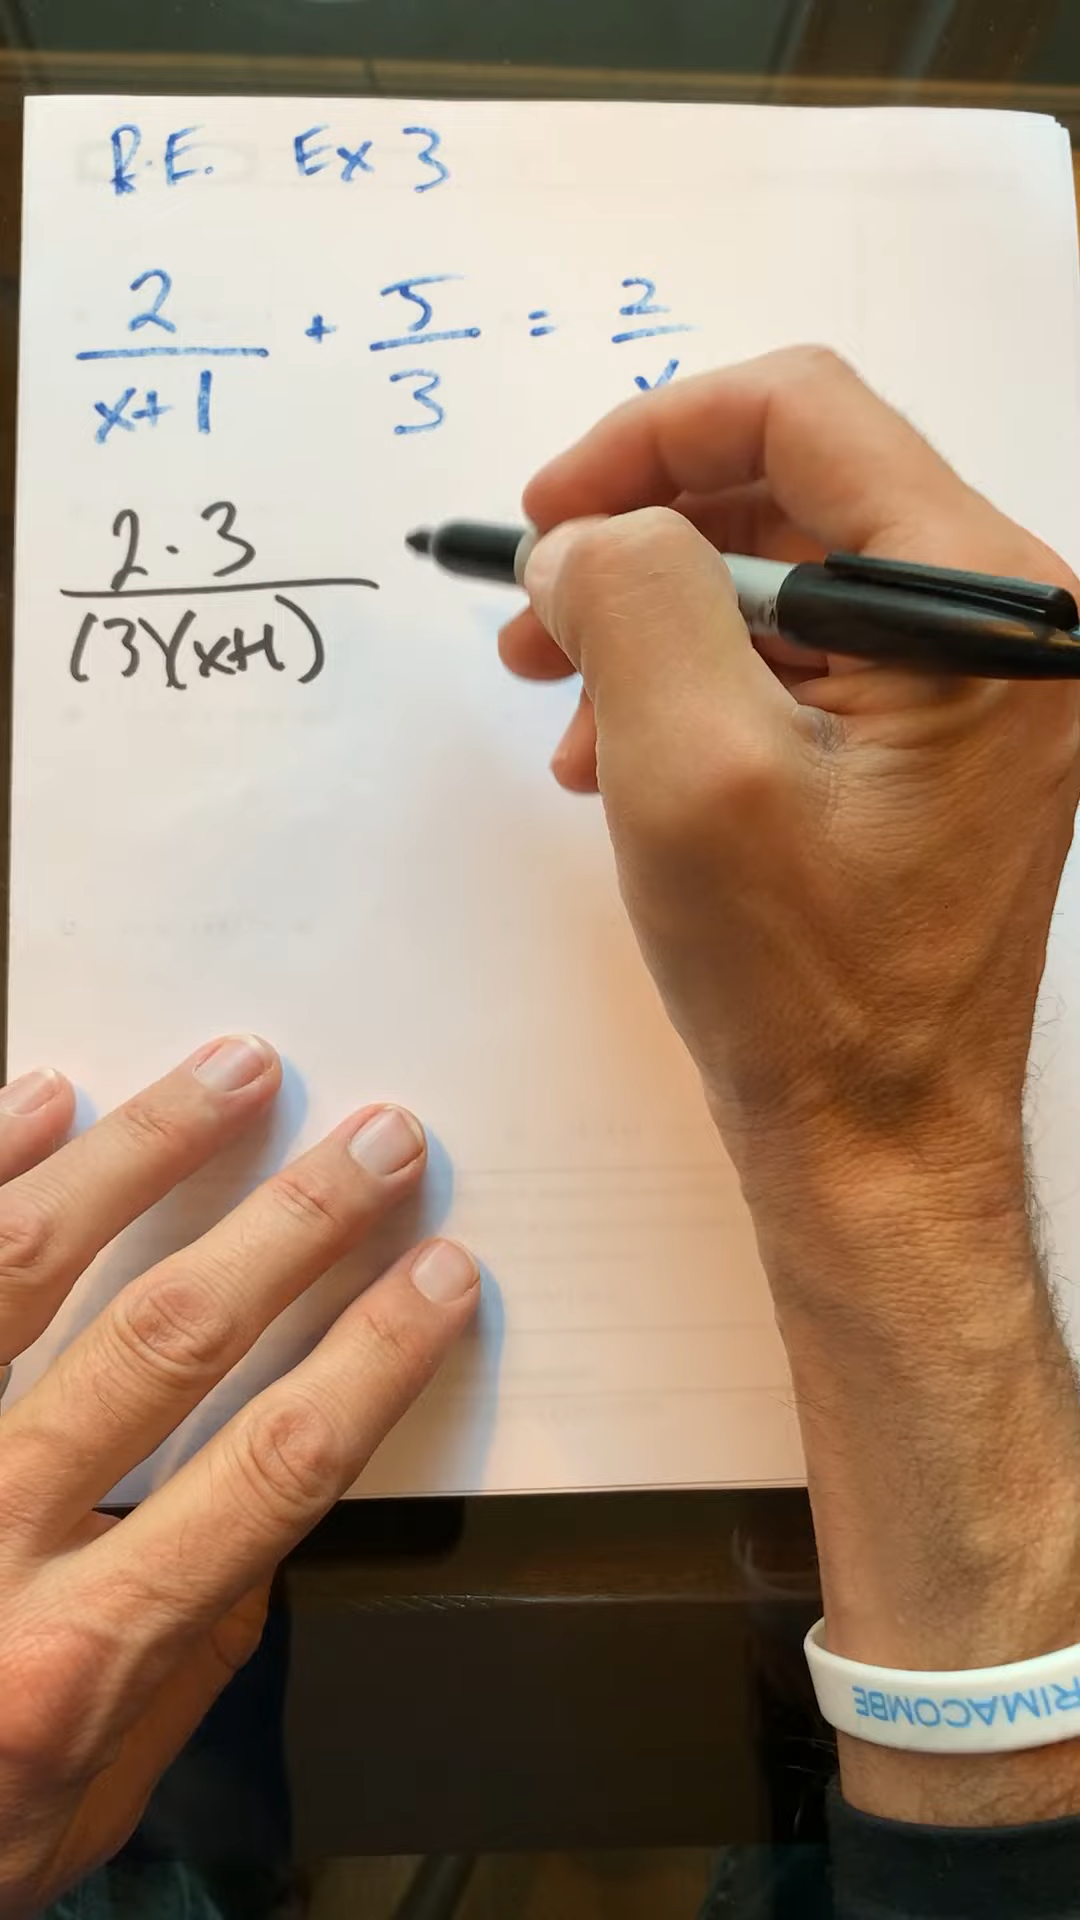 R.E. Ex 3
2/(x+1) + 5/3 = 2/x
2·3/((3)(x+1))
RIMACOMBE